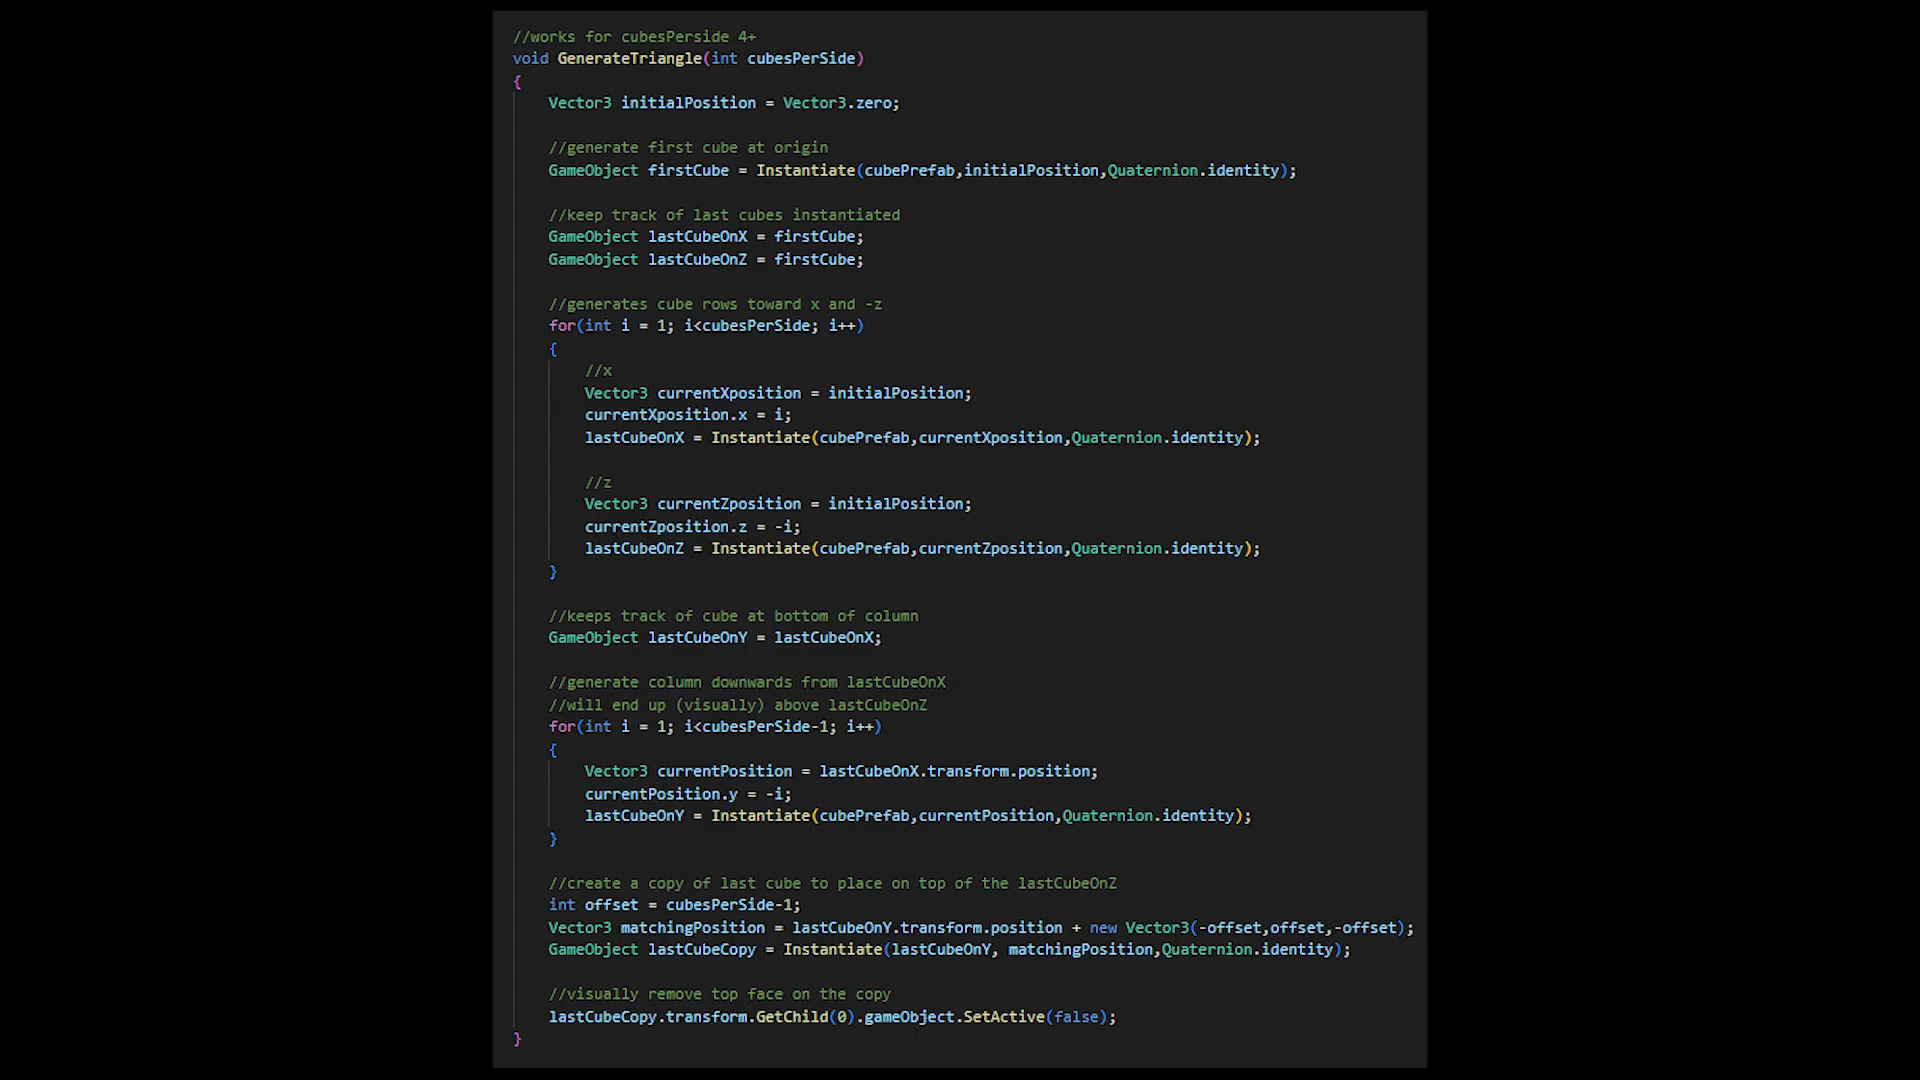 //works for cubesPerside 4+
void GenerateTriangle(int cubesPerSide)
{
Vector3 initialPosition = Vector3.zero;
//generate first cube at origin
GameObject firstCube = Instantiate(cubePrefab,initialPosition,Quaternion.identity);
//keep track of last cubes instantiated
GameObject lastCubeOnX = firstCube;
GameObject lastCubeOnZ = firstCube;
//generates cube rows toward x and -z
for(int i = 1; i<cubesPerSide; i++)
{
//x
Vector3 currentXposition = initialPosition;
currentXposition.x = i;
lastCubeOnX = Instantiate(cubePrefab,currentXposition,Quaternion.identity);
//z
Vector3 currentZposition = initialPosition;
currentZposition.z = -i;
lastCubeOnZ = Instantiate(cubePrefab,currentZposition,Quaternion.identity);
}
//keeps track of cube at bottom of column
GameObject lastCubeOnY = lastCubeOnX;
//generate column downwards from lastCubeOnX
//will end up (visually) above lastCubeOnZ
for(int i = 1; i<cubesPerSide-1; i++)
{
Vector3 currentPosition = lastCubeOnX.transform.position;
currentPosition.y = -i;
lastCubeOnY = Instantiate(cubePrefab,currentPosition,Quaternion.identity);
}
//create a copy of last cube to place on top of the lastCubeOnZ
int offset = cubesPerSide-1;
Vector3 matchingPosition = lastCubeOnY.transform.position + new Vector3(-offset,offset,-offset);
GameObject lastCubeCopy = Instantiate(lastCubeOnY, matchingPosition,Quaternion.identity);
//visually remove top face on the copy
lastCubeCopy.transform.GetChild(0).gameObject.SetActive(false);
}